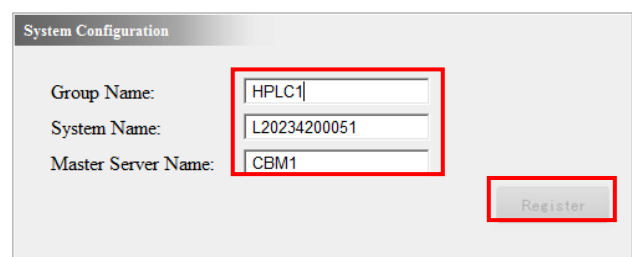 System Configuration
Group Name: HPLC1
System Name: L20234200051
Master Server Name: CBM1
Register